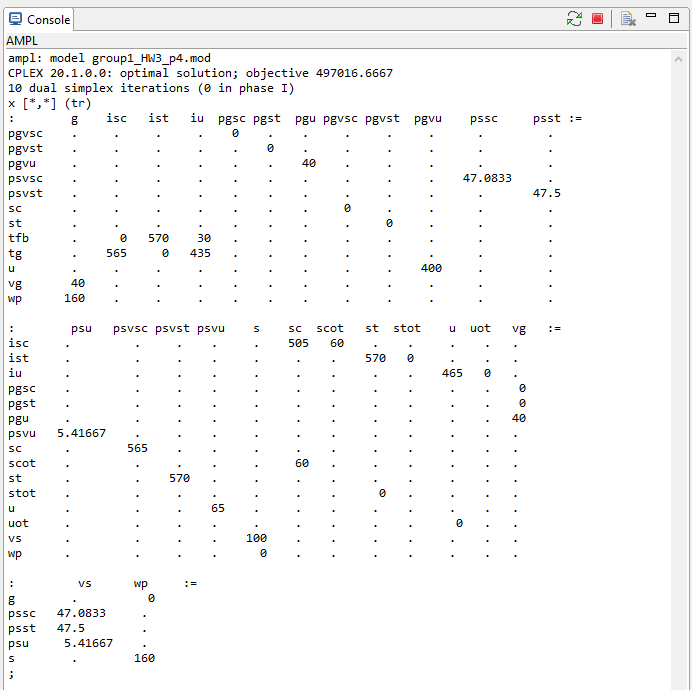 Console
AMPL
ampl: model group1_HW3_p4.mod
CPLEX 20.1.0.0: optimal solution; objective 497016.6667
10 dual simplex iterations (0 in phase I)
x [*,*] (tr)
:        g    isc   ist   iu  pgsc pgst  pgu pgvsc pgvst  pgvu    pssc     psst :=
pgvsc    .     .     .     .    0    .    .    .     .     .       .        .
pgvst    .     .     .     .    .    0    .    .     .     .       .        .
pgvu     .     .     .     .    .    .   40    .     .     .       .        .
psvsc    .     .     .     .    .    .    .    .     .     .    47.0833     .
psvst    .     .     .     .    .    .    .    .     .     .       .      47.5
sc       .     .     .     .    .    .    .    0     .     .       .        .
st       .     .     .     .    .    .    .    .     0     .       .        .
tfb      .     0   570    30    .    .    .    .     .     .       .        .
tg       .   565     0   435    .    .    .    .     .     .       .        .
u        .     .     .     .    .    .    .    .     .   400       .        .
vg      40     .     .     .    .    .    .    .     .     .       .        .
wp     160     .     .     .    .    .    .    .     .     .       .        .
:        psu   psvsc psvst psvu    s    sc  scot   st  stot    u  uot   vg   :=
isc     .        .     .    .      .   505   60     .    .     .   .    .
ist     .        .     .    .      .     .    .   570    0     .   .    .
iu      .        .     .    .      .     .    .     .    .   465   0    .
pgsc    .        .     .    .      .     .    .     .    .     .   .    0
pgst    .        .     .    .      .     .    .     .    .     .   .    0
pgu     .        .     .    .      .     .    .     .    .     .   .   40
psvu   5.41667   .     .    .      .     .    .     .    .     .   .    .
sc      .      565     .    .      .     .    .     .    .     .   .    .
scot    .        .     .    .      .    60    .     .    .     .   .    .
st      .        .   570    .      .     .    .     .    .     .   .    .
stot    .        .     .    .      .     .    .     0    .     .   .    .
u       .        .     .   65      .     .    .     .    .     .   .    .
uot     .        .     .    .      .     .    .     .    .     0   .    .
vs      .        .     .    .    100     .    .     .    .     .   .    .
wp      .        .     .    .      0     .    .     .    .     .   .    .
:         vs      wp     :=
g         .         0
pssc   47.0833     .
psst   47.5        .
psu     5.41667    .
s         .       160
;